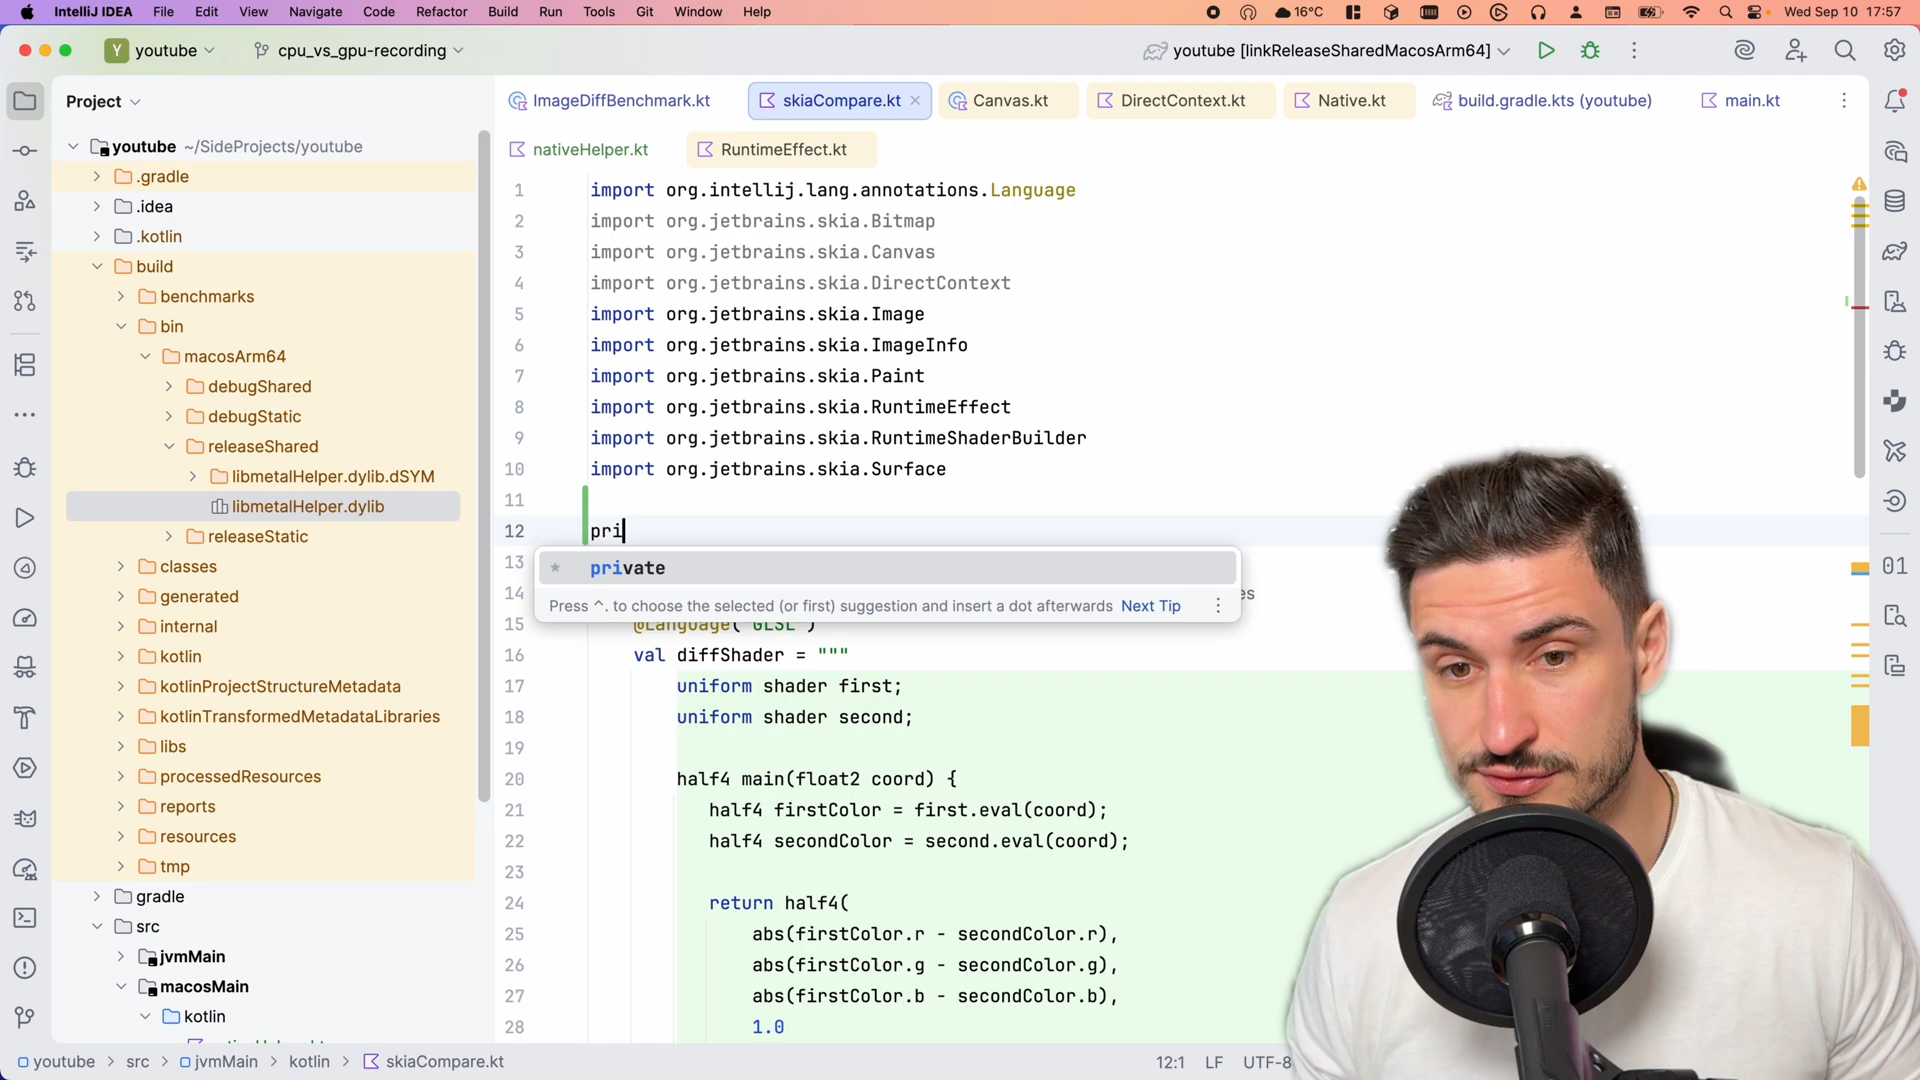 IntelliJ IDEA File Edit View Navigate Code Refactor Build Run Tools Git Window Help 16°C Wed Sep 10 17:57
Y youtube cpu_vs_gpu-recording youtube [linkReleaseSharedMacosArm64]
Project
ImageDiffBenchmark.kt skiaCompare.kt Canvas.kt DirectContext.kt Native.kt build.gradle.kts (youtube) main.kt
nativeHelper.kt RuntimeEffect.kt
youtube ~/SideProjects/youtube
.gradle
.idea
.kotlin
build
benchmarks
bin
macosArm64
debugShared
debugStatic
releaseShared
libmetalHelper.dylib.dSYM
libmetalHelper.dylib
releaseStatic
classes
generated
internal
kotlin
kotlinProjectStructureMetadata
kotlinTransformedMetadataLibraries
libs
processedResources
reports
resources
tmp
gradle
src
jvmMain
macosMain
kotlin
1 import org.intellij.lang.annotations.Language
2 import org.jetbrains.skia.Bitmap
3 import org.jetbrains.skia.Canvas
4 import org.jetbrains.skia.DirectContext
5 import org.jetbrains.skia.Image
6 import org.jetbrains.skia.ImageInfo
7 import org.jetbrains.skia.Paint
8 import org.jetbrains.skia.RuntimeEffect
9 import org.jetbrains.skia.RuntimeShaderBuilder
10 import org.jetbrains.skia.Surface
11
12 pri
13 private
14 Press ^. to choose the selected (or first) suggestion and insert a dot afterwards Next Tip es
15 @Language("GLSL")
16 val diffShader = """
17 uniform shader first;
18 uniform shader second;
19
20 half4 main(float2 coord) {
21 half4 firstColor = first.eval(coord);
22 half4 secondColor = second.eval(coord);
23
24 return half4(
25 abs(firstColor.r - secondColor.r),
26 abs(firstColor.g - secondColor.g),
27 abs(firstColor.b - secondColor.b),
28 1.0
01
youtube > src > jvmMain > kotlin > skiaCompare.kt 12:1 LF UTF-8